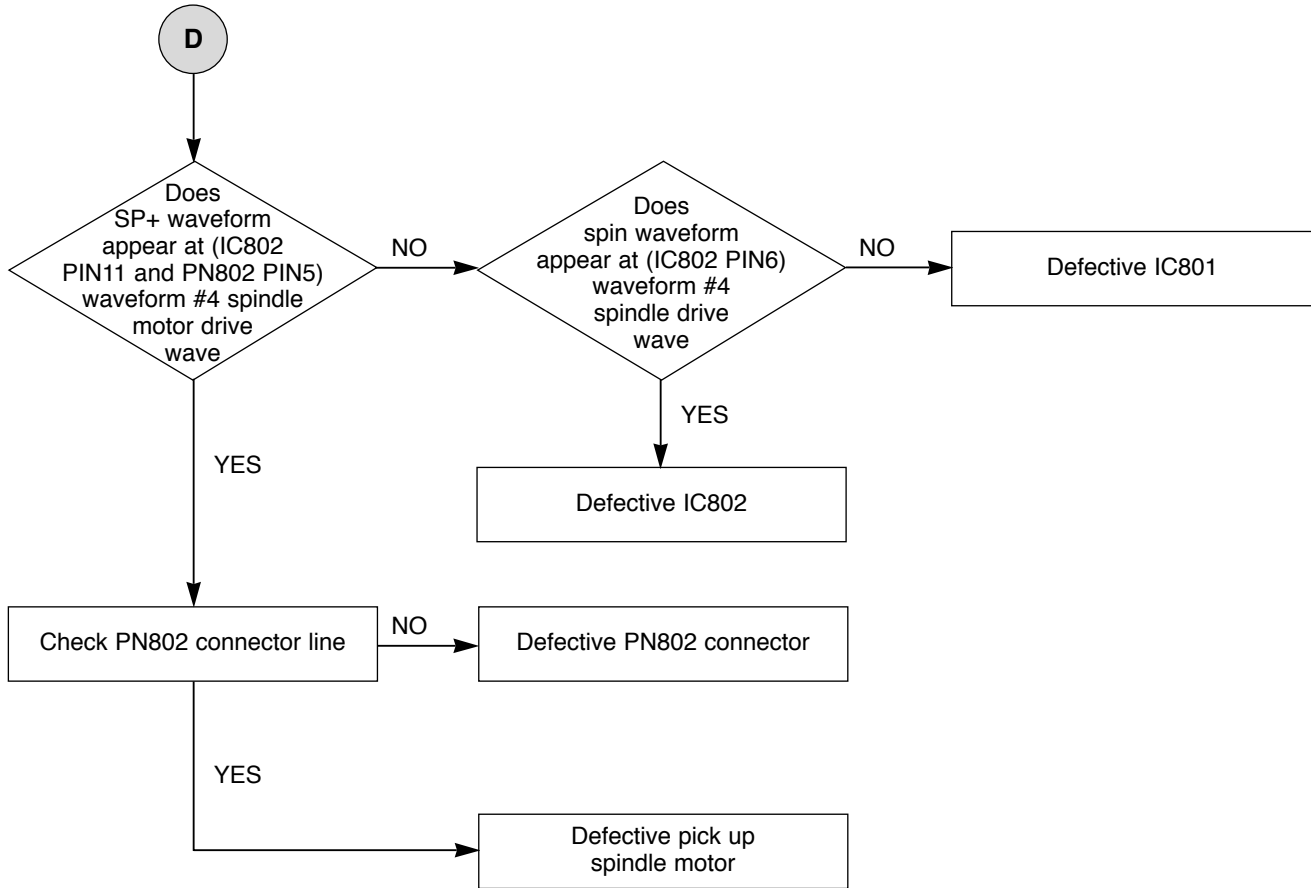 D
Does
SP+ waveform
appear at (IC802
PIN11 and PN802 PIN5)
waveform #4 spindle
motor drive
wave
NO
Does
spin waveform
appear at (IC802 PIN6)
waveform #4
spindle drive
wave
NO
Defective IC801
YES
Defective IC802
YES
Check PN802 connector line
NO
Defective PN802 connector
YES
Defective pick up
spindle motor